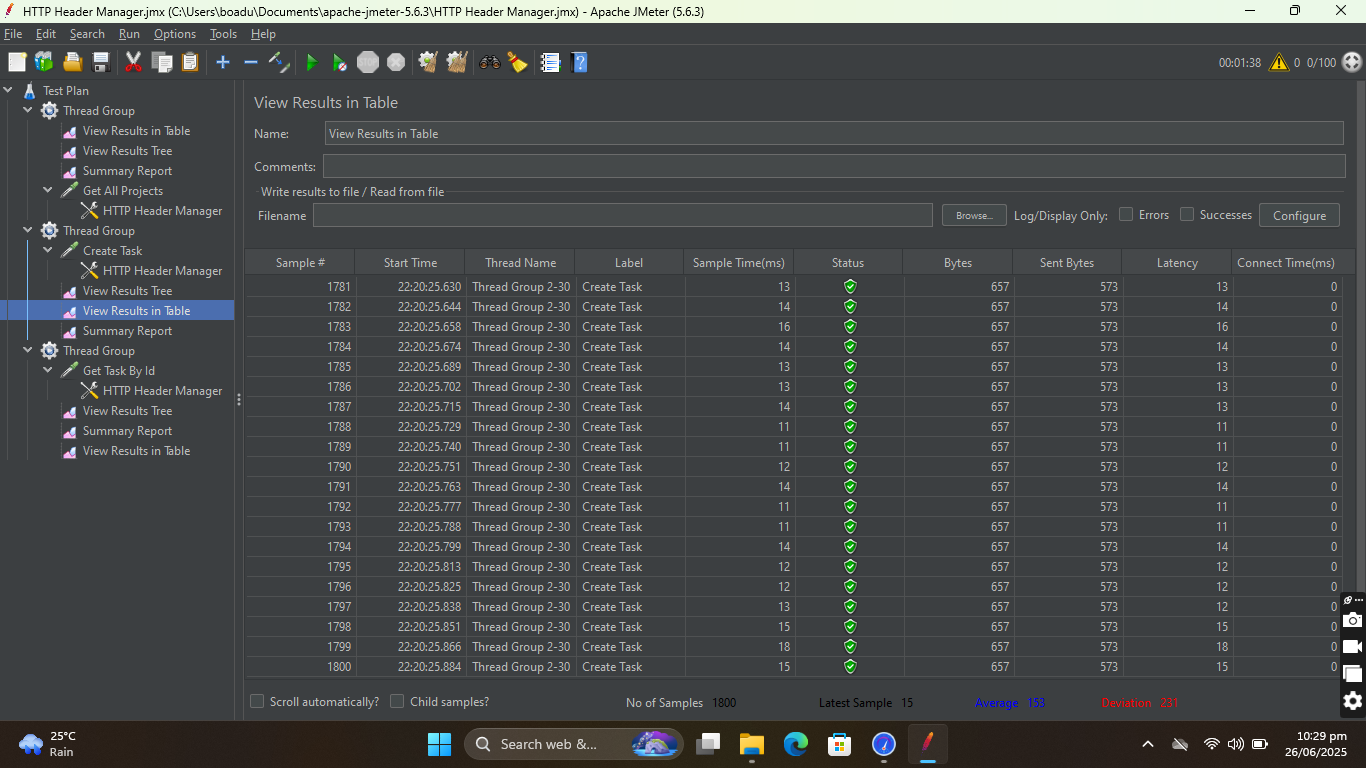 HTTP Header Manager.jmx (C:\Users\boadu\Documents\apache-jmeter-5.6.3\HTTP Header Manager.jmx) - Apache JMeter (5.6.3)
File Edit Search Run Options Tools Help
STOP
00:01:38 0 0/100
Test Plan
Thread Group
View Results in Table
View Results Tree
Summary Report
Get All Projects
HTTP Header Manager
Thread Group
Create Task
HTTP Header Manager
View Results Tree
View Results in Table
Summary Report
Thread Group
Get Task By Id
HTTP Header Manager
View Results Tree
Summary Report
View Results in Table
View Results in Table
Name: View Results in Table
Comments:
Write results to file / Read from file
Filename Browse... Log/Display Only: Errors Successes Configure
Sample # Start Time Thread Name Label Sample Time(ms) Status Bytes Sent Bytes Latency Connect Time(ms)
1781 22:20:25.630 Thread Group 2-30 Create Task 13 657 573 13 0
1782 22:20:25.644 Thread Group 2-30 Create Task 14 657 573 14 0
1783 22:20:25.658 Thread Group 2-30 Create Task 16 657 573 16 0
1784 22:20:25.674 Thread Group 2-30 Create Task 14 657 573 14 0
1785 22:20:25.689 Thread Group 2-30 Create Task 13 657 573 13 0
1786 22:20:25.702 Thread Group 2-30 Create Task 13 657 573 13 0
1787 22:20:25.715 Thread Group 2-30 Create Task 14 657 573 13 0
1788 22:20:25.729 Thread Group 2-30 Create Task 11 657 573 11 0
1789 22:20:25.740 Thread Group 2-30 Create Task 11 657 573 11 0
1790 22:20:25.751 Thread Group 2-30 Create Task 12 657 573 12 0
1791 22:20:25.763 Thread Group 2-30 Create Task 14 657 573 14 0
1792 22:20:25.777 Thread Group 2-30 Create Task 11 657 573 11 0
1793 22:20:25.788 Thread Group 2-30 Create Task 11 657 573 11 0
1794 22:20:25.799 Thread Group 2-30 Create Task 14 657 573 14 0
1795 22:20:25.813 Thread Group 2-30 Create Task 12 657 573 12 0
1796 22:20:25.825 Thread Group 2-30 Create Task 12 657 573 12 0
1797 22:20:25.838 Thread Group 2-30 Create Task 13 657 573 12 0
1798 22:20:25.851 Thread Group 2-30 Create Task 15 657 573 15 0
1799 22:20:25.866 Thread Group 2-30 Create Task 18 657 573 18 0
1800 22:20:25.884 Thread Group 2-30 Create Task 15 657 573 15 0
Scroll automatically? Child samples? No of Samples 1800 Latest Sample 15 Average 153 Deviation 231
25°C
Rain
Search web &...
10:29 pm
26/06/2025